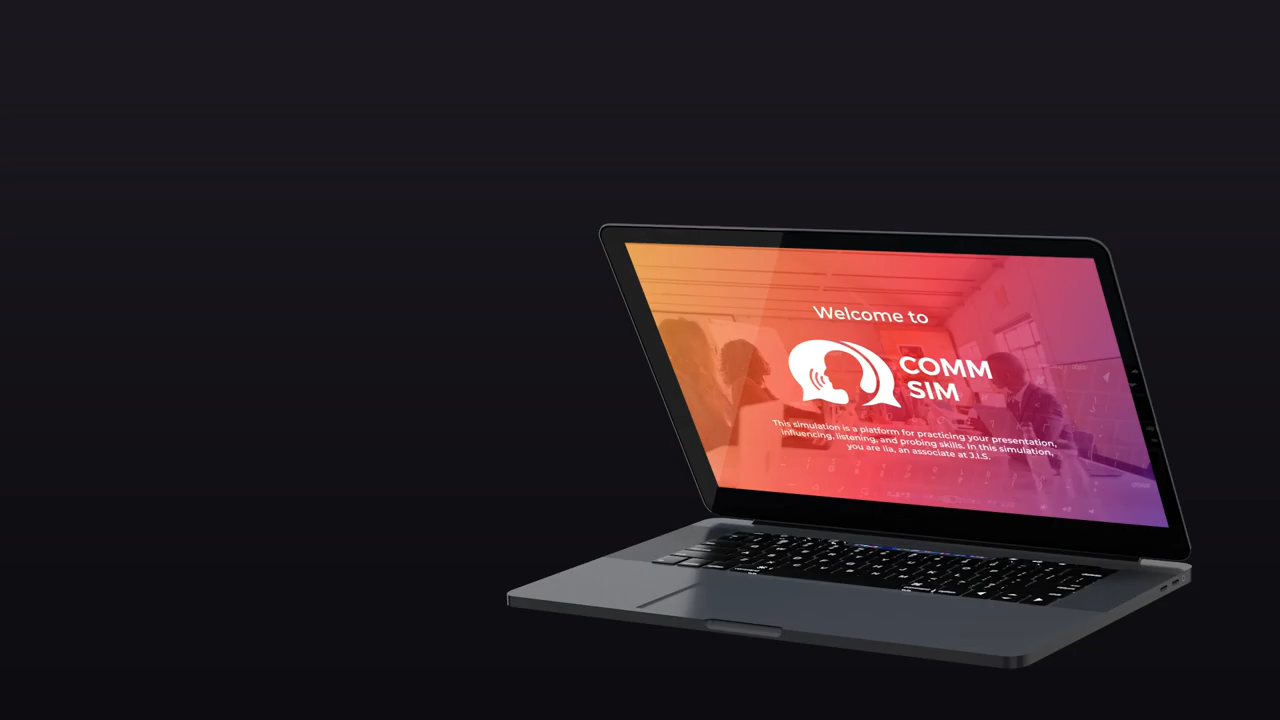 Welcome to
COMM
SIM
This simulation is a platform for practicing your presentation,
influencing, listening, and probing skills. In this simulation,
you are Ila, an associate at J.I.S.